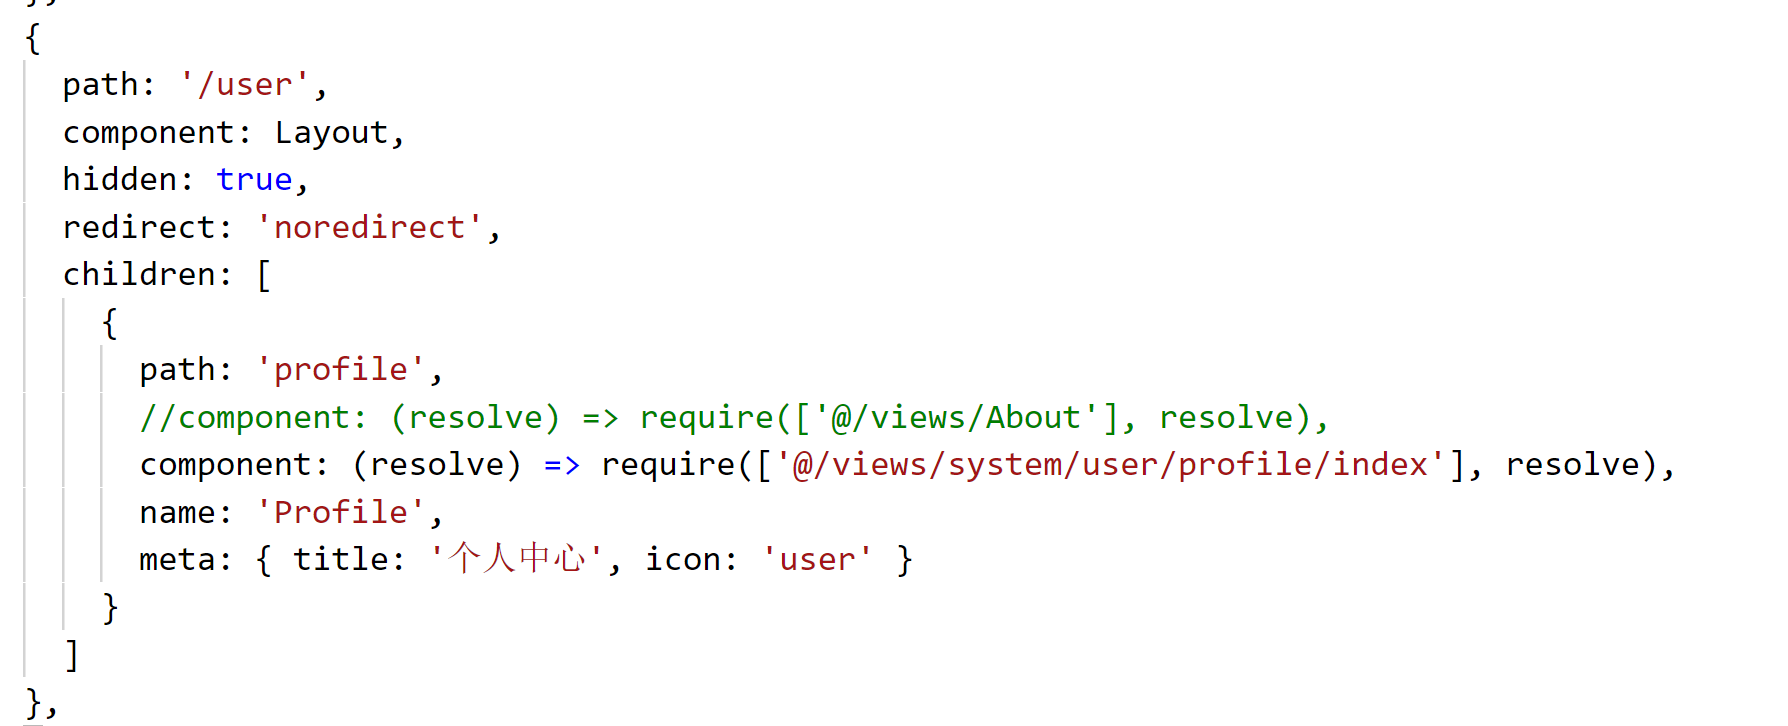 {
path: '/user',
component: Layout,
hidden: true,
redirect: 'noredirect',
children: [
{
path: 'profile',
//component: (resolve) => require(['@/views/About'], resolve),
component: (resolve) => require(['@/views/system/user/profile/index'], resolve),
name: 'Profile',
meta: { title: '个人中心', icon: 'user' }
}
]
},